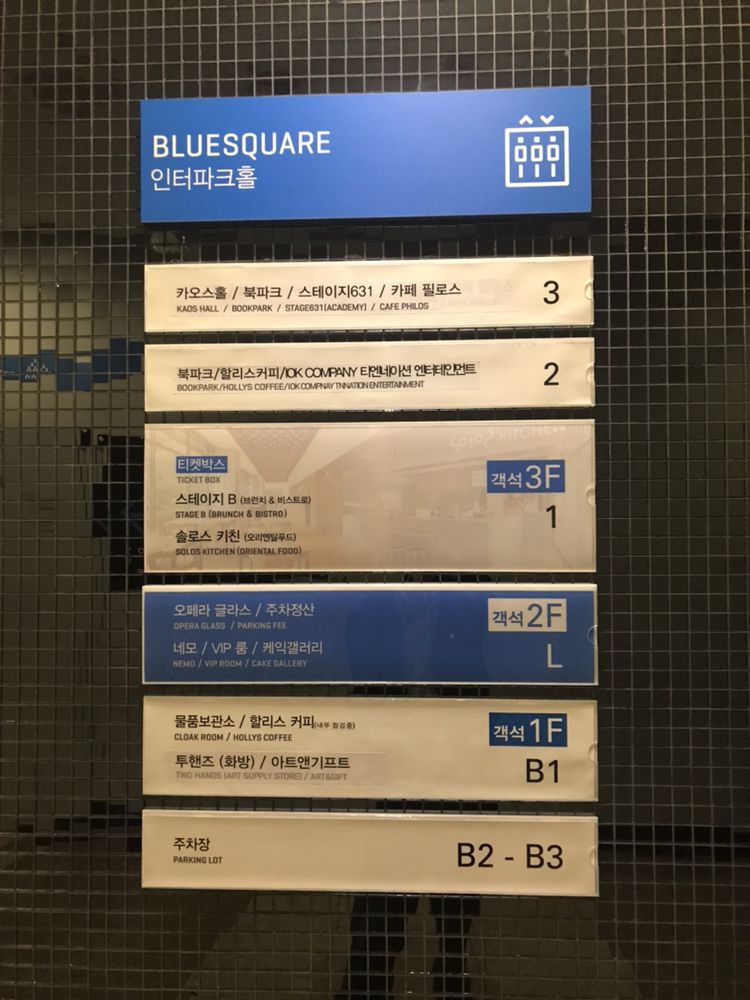 BLUESQUARE
인터파크홀
카오스홀 / 북파크 / 스테이지631 / 카페 필로스
3
KAOS HALL / BOOKPARK / STAGE631(ACADEMY) / CAFE PHILOS
북파크/할리스커피/IOK COMPANY 티엔네이션 엔터테인먼트
2
BOOKPARK/HOLLYS COFFEE/IOK COMPNAY TNNATION ENTERTAINMENT
티켓박스
TICKET BOX
객석 3F
스테이지 B (브런치 & 비스트로)
STAGE B (BRUNCH & BISTRO)
1
솔로스 키친 (오리엔탈푸드)
SOLOS KITCHEN (ORIENTAL FOOD)
오페라 글라스 / 주차정산
OPERA GLASS / PARKING FEE
객석 2F
네모 / VIP 룸 / 케익갤러리
NEMO / VIP ROOM / CAKE GALLERY
L
물품보관소 / 할리스 커피(내부 점검중)
CLOAK ROOM / HOLLYS COFFEE
객석 1F
투핸즈 (화방) / 아트앤기프트
TWO HANDS (ART SUPPLY STORE) / ART&GIFT
B1
주차장
PARKING LOT
B2 - B3